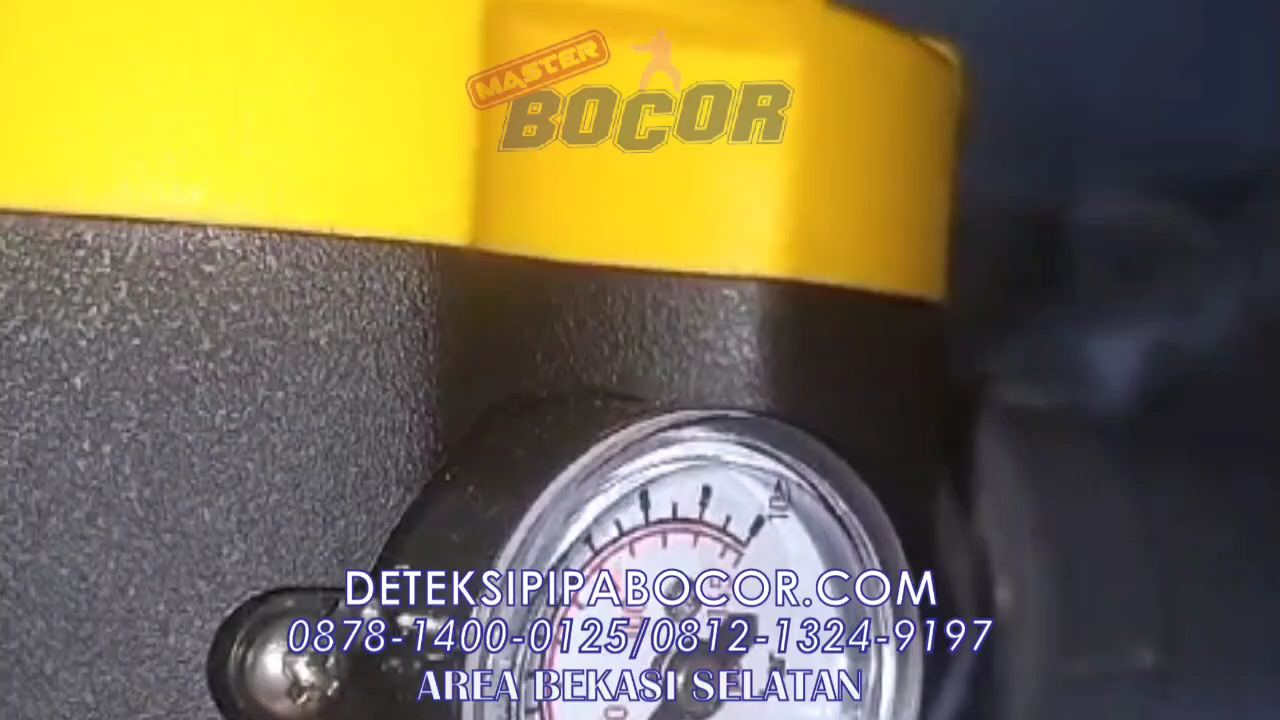 MASTER
BOCOR
DETEKSIPIPABOCOR.COM
0878-1400-0125/0812-1324-9197
AREA BEKASI SELATAN